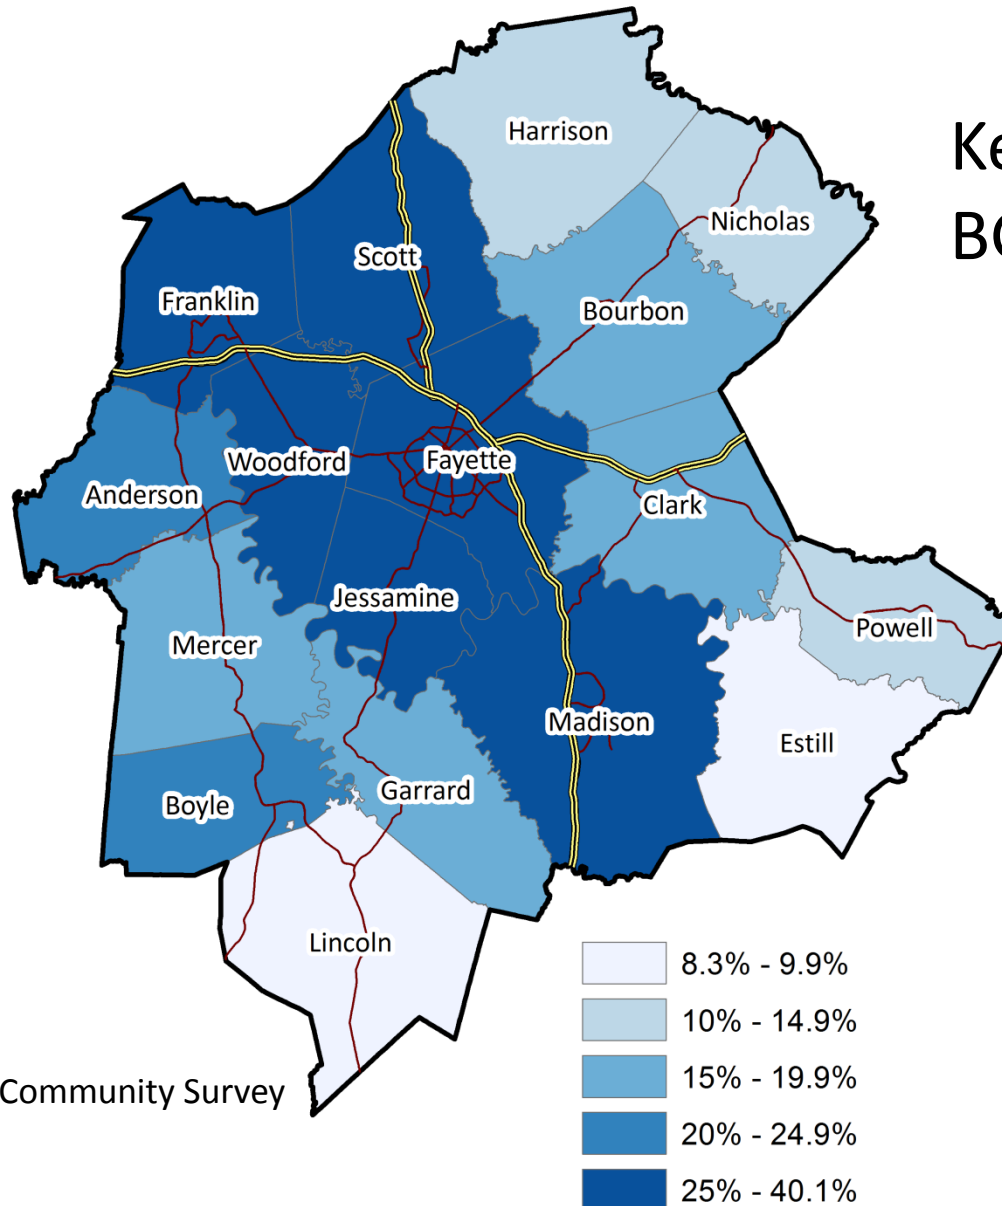 Harrison
Ke
Nicholas
BO
Scott
Franklin
Bourbon
Woodford
Fayette
Anderson
Clark
Jessamine
Powell
Mercer
Madison
Estill
Garrard
Boyle
Lincoln
8.3% - 9.9%
10% - 14.9%
15% - 19.9%
Community Survey
20% - 24.9%
25% - 40.1%